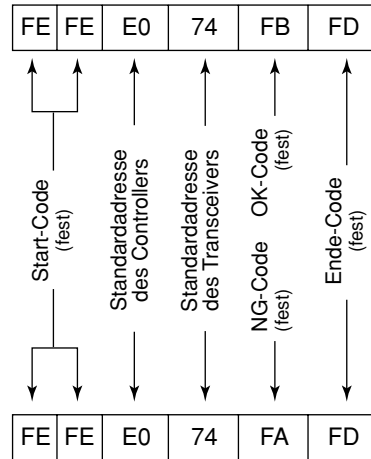 FE FE E0 74 FB FD
Start-Code
(fest)
Standardadresse
des Controllers
Standardadresse
des Transceivers
OK-Code
(fest)
NG-Code
(fest)
Ende-Code
(fest)
FE FE E0 74 FA FD